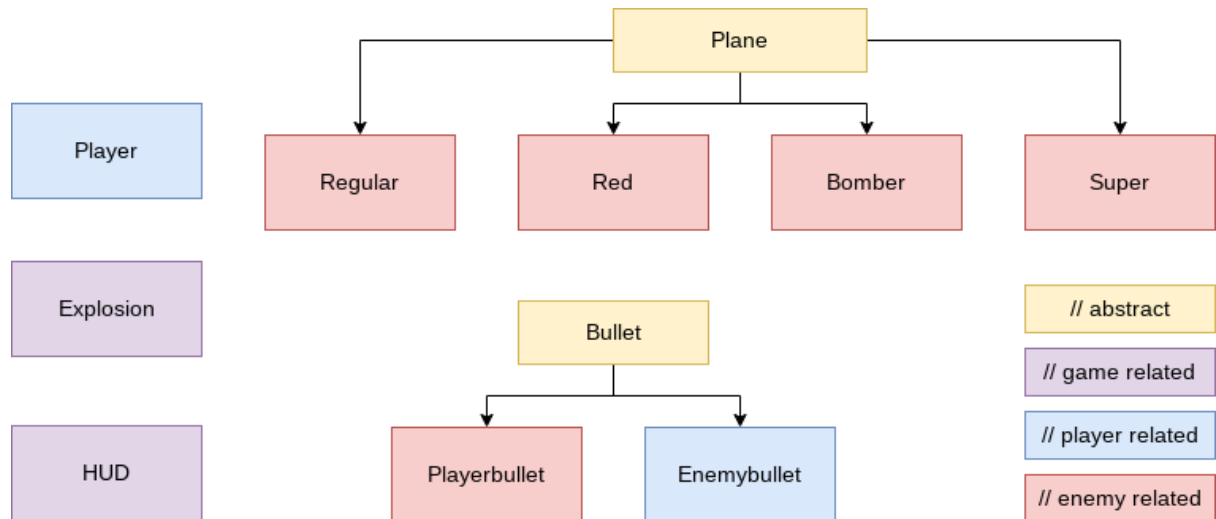 Plane
Player
Regular
Red
Bomber
Super
Explosion
Bullet
// abstract
// game related
// player related
HUD
Playerbullet
Enemybullet
// enemy related